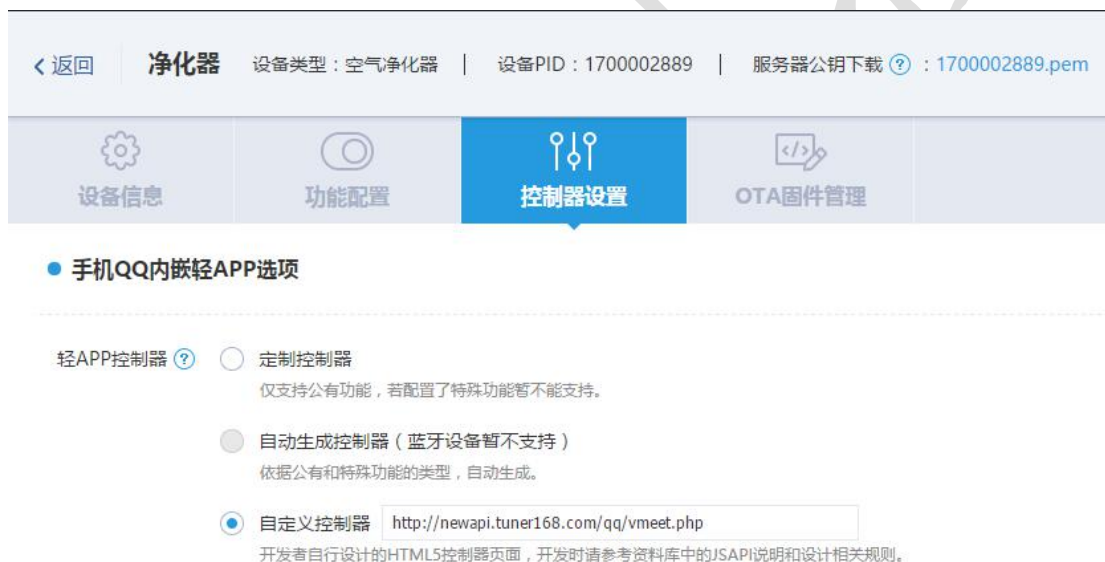 返回 净化器 设备类型：空气净化器 | 设备PID：1700002889 | 服务器公钥下载 ? ：1700002889.pem
设备信息 功能配置 控制器设置 OTA固件管理
手机QQ内嵌轻APP选项
轻APP控制器 ? 定制控制器
仅支持公有功能，若配置了特殊功能暂不能支持。
自动生成控制器（蓝牙设备暂不支持）
依据公有和特殊功能的类型，自动生成。
自定义控制器 http://newapi.tuner168.com/qq/vmeet.php
开发者自行设计的HTML5控制器页面，开发时请参考资料库中的JSAPI说明和设计相关规则。